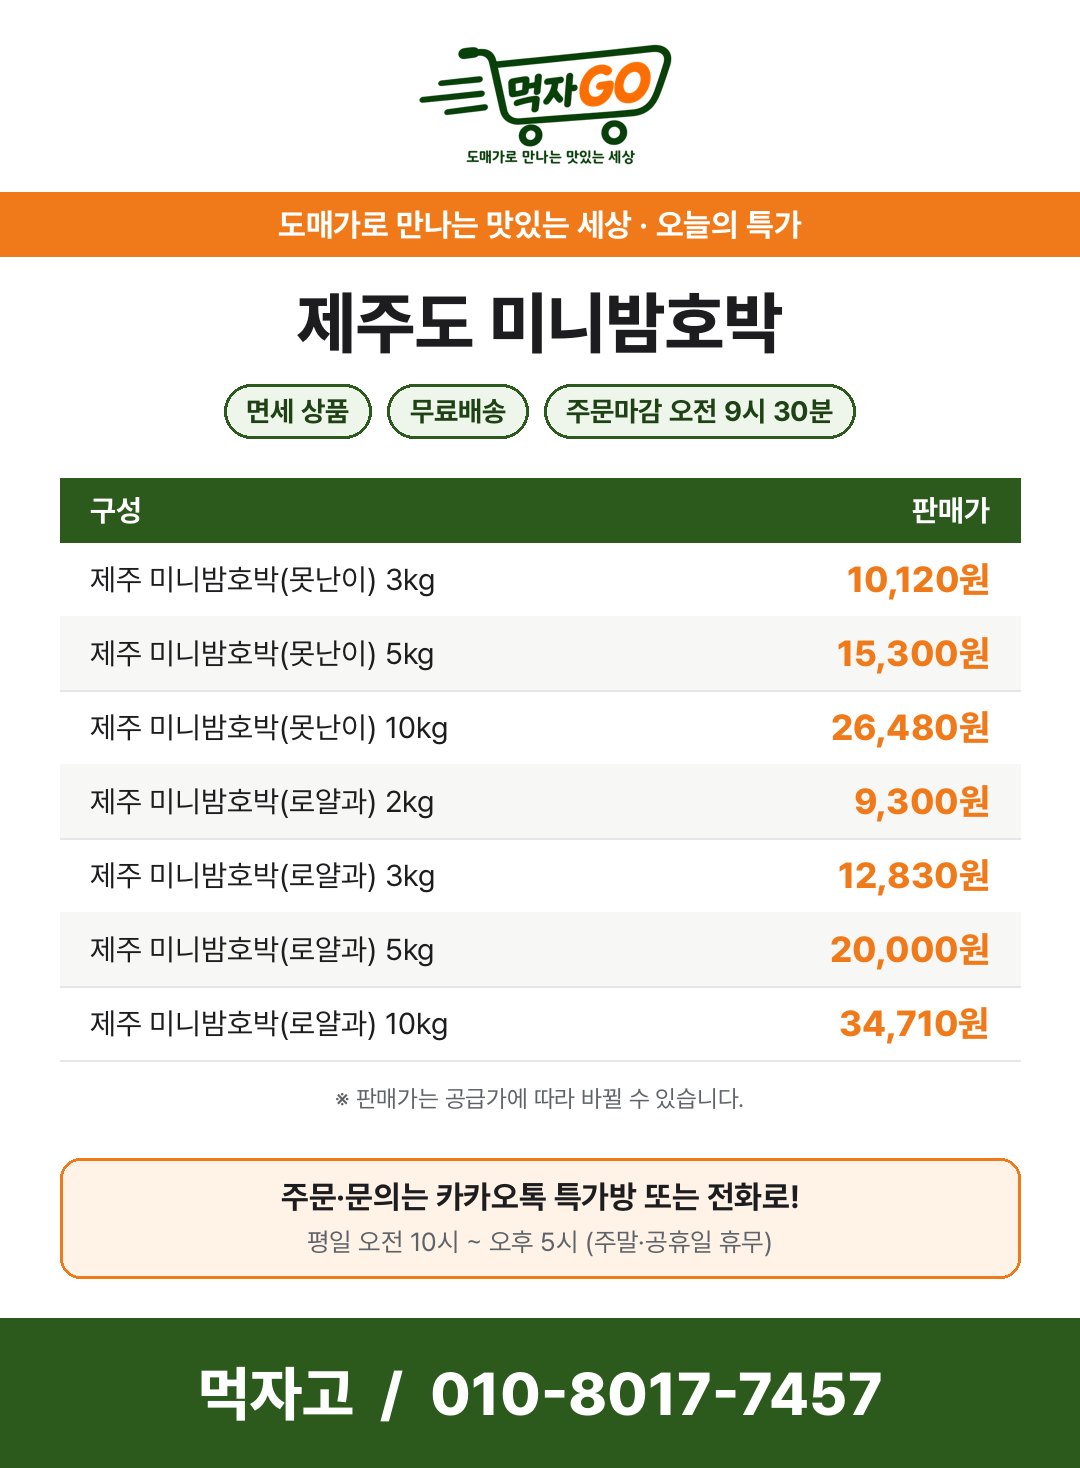 먹자GO
도매가로 만나는 맛있는 세상
도매가로 만나는 맛있는 세상 · 오늘의 특가
제주도 미니밤호박
면세 상품 무료배송 주문마감 오전 9시 30분
구성 판매가
제주 미니밤호박(못난이) 3kg 10,120원
제주 미니밤호박(못난이) 5kg 15,300원
제주 미니밤호박(못난이) 10kg 26,480원
제주 미니밤호박(로얄과) 2kg 9,300원
제주 미니밤호박(로얄과) 3kg 12,830원
제주 미니밤호박(로얄과) 5kg 20,000원
제주 미니밤호박(로얄과) 10kg 34,710원
※ 판매가는 공급가에 따라 바뀔 수 있습니다.
주문·문의는 카카오톡 특가방 또는 전화로!
평일 오전 10시 ~ 오후 5시 (주말·공휴일 휴무)
먹자고 / 010-8017-7457